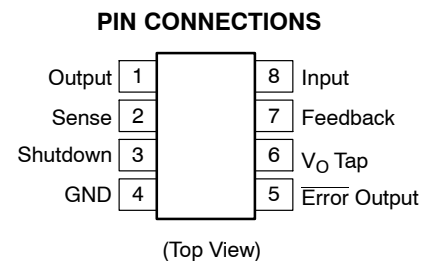 PIN CONNECTIONS
Output 1 8 Input
Sense 2 7 Feedback
Shutdown 3 6 VO Tap
GND 4 5 Error Output
(Top View)